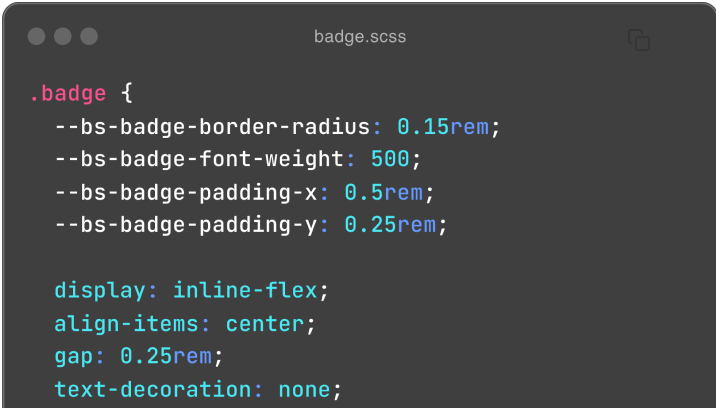 badge.scss
.badge {
--bs-badge-border-radius: 0.15rem;
--bs-badge-font-weight: 500;
--bs-badge-padding-x: 0.5rem;
--bs-badge-padding-y: 0.25rem;
display: inline-flex;
align-items: center;
gap: 0.25rem;
text-decoration: none;